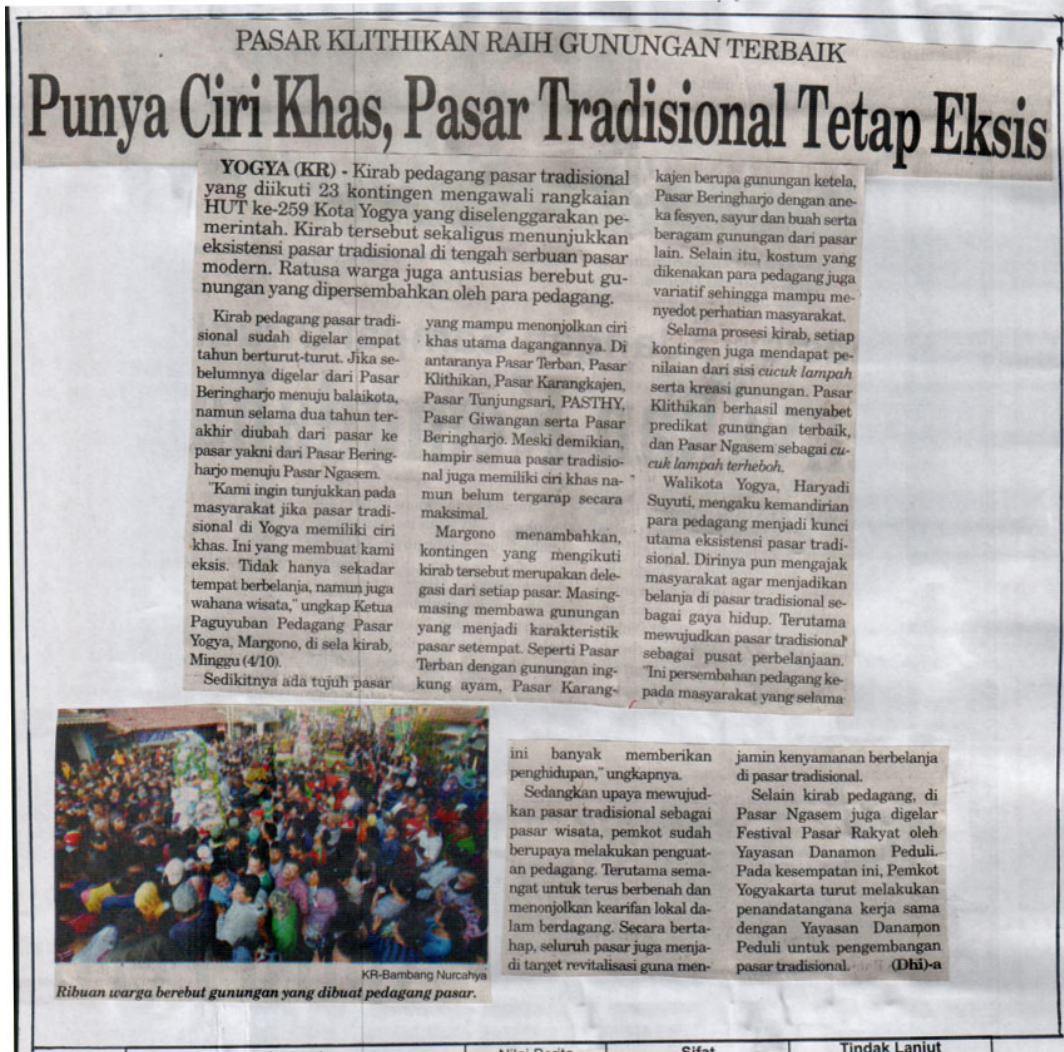 PASAR KLITHIKAN RAIH GUNUNGAN TERBAIK
Punya Ciri Khas, Pasar Tradisional Tetap Eksis
YOGYA (KR) - Kirab pedagang pasar tradisional
yang diikuti 23 kontingen mengawali rangkaian
HUT ke-259 Kota Yogya yang diselenggarakan pe-
merintah. Kirab tersebut sekaligus menunjukkan
eksistensi pasar tradisional di tengah serbuan pasar
modern. Ratusa warga juga antusias berebut gu-
nungan yang dipersembahkan oleh para pedagang.
Kirab pedagang pasar tradi-
sional sudah digelar empat
tahun berturut-turut. Jika se-
belumnya digelar dari Pasar
Beringharjo menuju balaikota,
namun selama dua tahun ter-
akhir diubah dari pasar ke
pasar yakni dari Pasar Bering-
harjo menuju Pasar Ngasem.
"Kami ingin tunjukkan pada
masyarakat jika pasar tradi-
sional di Yogya memiliki ciri
khas. Ini yang membuat kami
eksis. Tidak hanya sekadar
tempat berbelanja, namun juga
wahana wisata," ungkap Ketua
Paguyuban Pedagang Pasar
Yogya, Margono, di sela kirab,
Minggu (4/10).
Sedikitnya ada tujuh pasar
yang mampu menonjolkan ciri
khas utama dagangannya. Di
antaranya Pasar Terban, Pasar
Klithikan, Pasar Karangkajen,
Pasar Tunjungsari, PASTHY,
Pasar Giwangan serta Pasar
Beringharjo. Meski demikian,
hampir semua pasar tradisio-
nal juga memiliki ciri khas na-
mun belum tergarap secara
maksimal.
Margono menambahkan,
kontingen yang mengikuti
kirab tersebut merupakan dele-
gasi dari setiap pasar. Masing-
masing membawa gunungan
yang menjadi karakteristik
pasar setempat. Seperti Pasar
Terban dengan gunungan ing-
kung ayam, Pasar Karang-
kajen berupa gunungan ketela,
Pasar Beringharjo dengan ane-
ka fesyen, sayur dan buah serta
beragam gunungan dari pasar
lain. Selain itu, kostum yang
dikenakan para pedagang juga
variatif sehingga mampu me-
nyedot perhatian masyarakat.
Selama prosesi kirab, setiap
kontingen juga mendapat pe-
nilaian dari sisi cucuk lampah
serta kreasi gunungan. Pasar
Klithikan berhasil menyabet
predikat gunungan terbaik,
dan Pasar Ngasem sebagai cu-
cuk lampah terheboh.
Walikota Yogya, Haryadi
Suyuti, mengaku kemandirian
para pedagang menjadi kunci
utama eksistensi pasar tradi-
sional. Dirinya pun mengajak
masyarakat agar menjadikan
belanja di pasar tradisional se-
bagai gaya hidup. Terutama
mewujudkan pasar tradisional
sebagai pusat perbelanjaan.
"Ini persembahan pedagang ke-
pada masyarakat yang selama
ini banyak memberikan
penghidupan," ungkapnya.
Sedangkan upaya mewujud-
kan pasar tradisional sebagai
pasar wisata, pemkot sudah
berupaya melakukan penguat-
an pedagang. Terutama sema-
ngat untuk terus berbenah dan
menonjolkan kearifan lokal da-
lam berdagang. Secara berta-
hap, seluruh pasar juga menja-
di target revitalisasi guna men-
jamin kenyamanan berbelanja
di pasar tradisional.
Selain kirab pedagang, di
Pasar Ngasem juga digelar
Festival Pasar Rakyat oleh
Yayasan Danamon Peduli.
Pada kesempatan ini, Pemkot
Yogyakarta turut melakukan
penandatangana kerja sama
dengan Yayasan Danamon
Peduli untuk pengembangan
pasar tradisional. (Dhi)-a
KR-Bambang Nurcahya
Ribuan warga berebut gunungan yang dibuat pedagang pasar.
Nilai Berita Sifat Tindak Lanjut